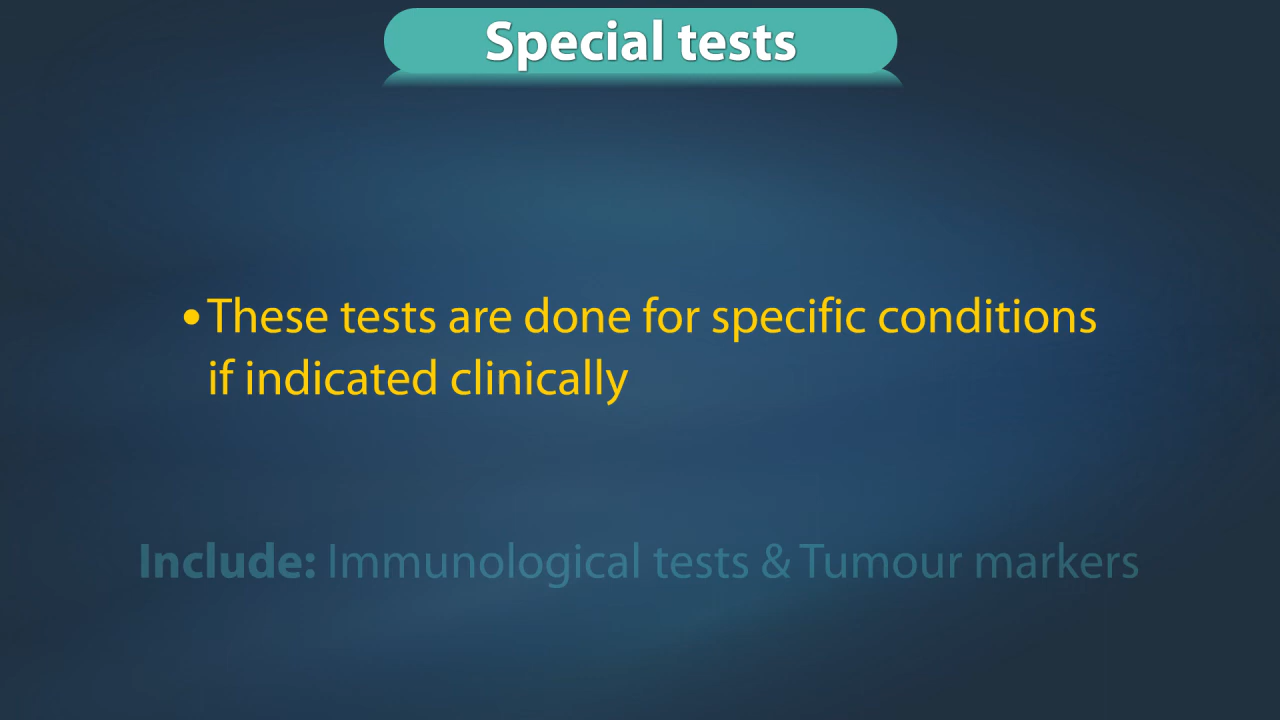 Special tests
•These tests are done for specific conditions
if indicated clinically
Include: Immunological tests & Tumour markers